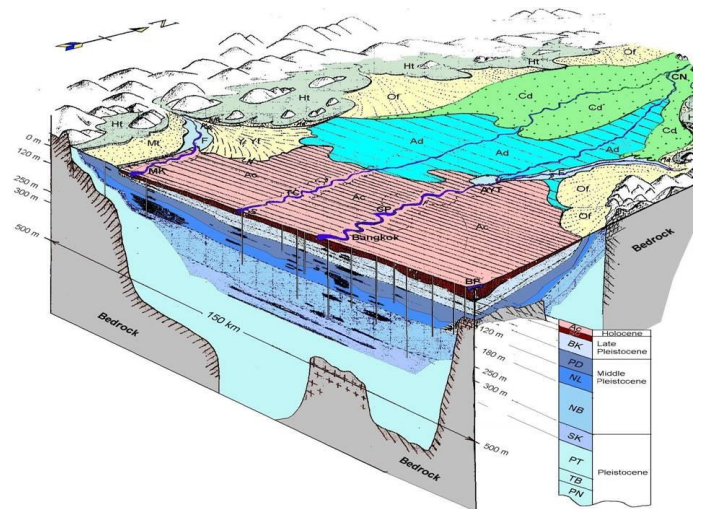 N
Ht
Of
Ht
Of
CN
Cd
Cd
Cd
Ht
Ht
Mt
Mt
F
Yf
Ad
Ad
Ad
0 m
120 m
250 m
300 m
500 m
MK
TC
Ac
Ac
Ac
AYT
CP
Of
Of
Bangkok
BP
150 km
Bedrock
Bedrock
Bedrock
120 m
180 m
250 m
300 m
500 m
Holocene
BK
Late
Pleistocene
PD
NL
Middle
Pleistocene
NB
SK
PT
Pleistocene
TB
PN